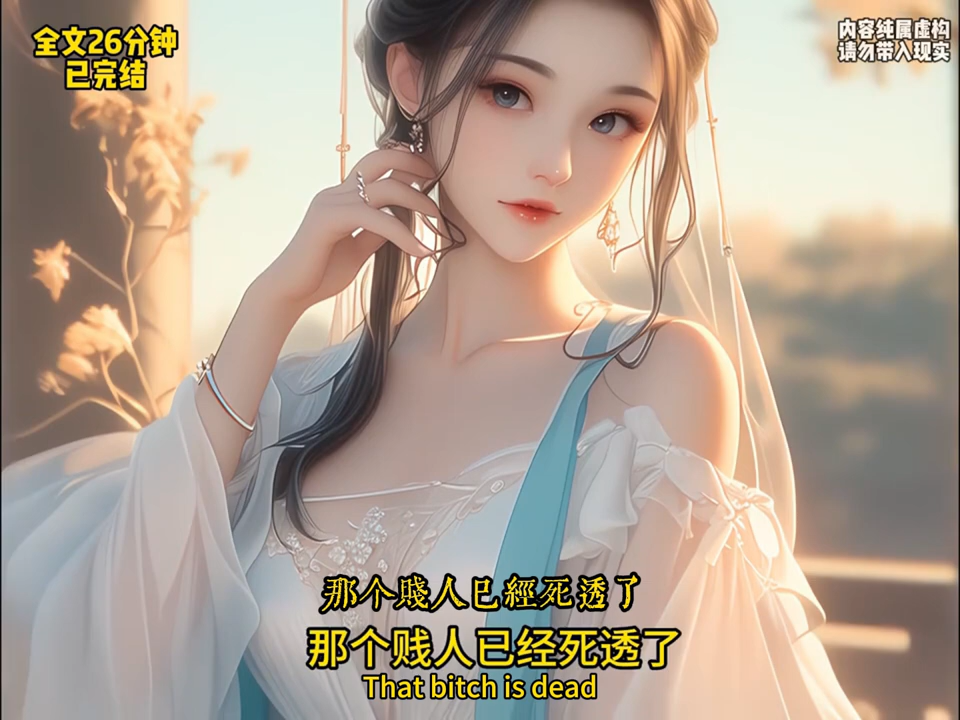 全文26分钟
已完结
内容纯属虚构
请勿带入现实
那个賤人已經死透了
那个贱人已经死透了
That bitch is dead